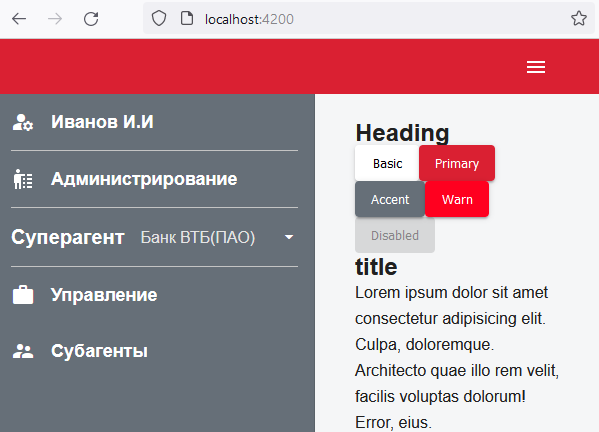 localhost:4200
Иванов И.И
Администрирование
Суперагент Банк ВТБ(ПАО)
Управление
Субагенты
Heading
Basic Primary
Accent Warn
Disabled
title
Lorem ipsum dolor sit amet
consectetur adipisicing elit.
Culpa, doloremque.
Architecto quae illo rem velit,
facilis voluptas dolorum!
Error, eius.